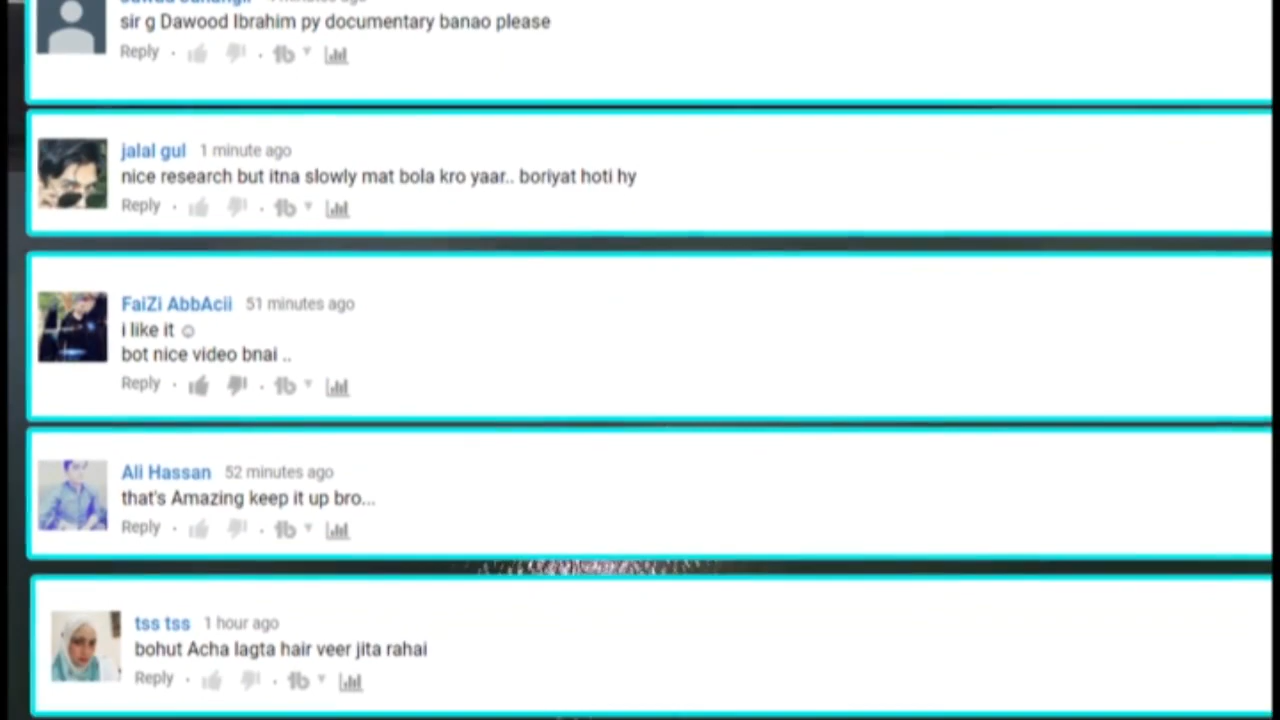 sir g Dawood Ibrahim py documentary banao please
Reply
jalal gul 1 minute ago
nice research but itna slowly mat bola kro yaar.. boriyat hoti hy
Reply
FaiZi AbbAcii 51 minutes ago
i like it ☺
bot nice video bnai ..
Reply
Ali Hassan 52 minutes ago
that's Amazing keep it up bro...
Reply
tss tss 1 hour ago
bohut Acha lagta hair veer jita rahai
Reply